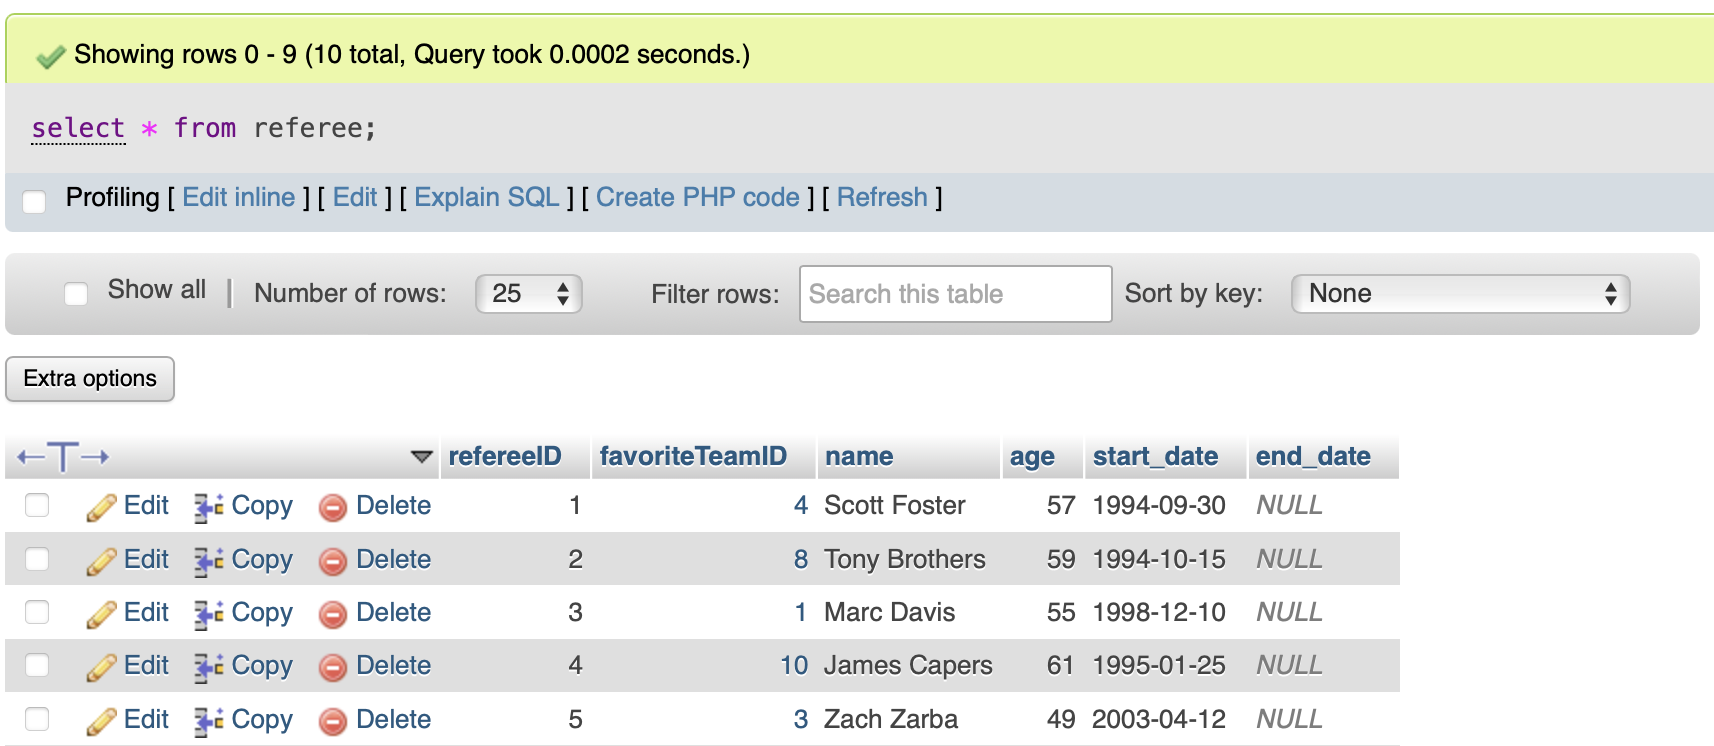 Showing rows 0 - 9 (10 total, Query took 0.0002 seconds.)
select * from referee;
Profiling [ Edit inline ] [ Edit ] [ Explain SQL ] [ Create PHP code ] [ Refresh ]
Show all | Number of rows: 25 Filter rows: Search this table Sort by key: None
Extra options
←T→ refereeID favoriteTeamID name age start_date end_date
Edit Copy Delete 1 4 Scott Foster 57 1994-09-30 NULL
Edit Copy Delete 2 8 Tony Brothers 59 1994-10-15 NULL
Edit Copy Delete 3 1 Marc Davis 55 1998-12-10 NULL
Edit Copy Delete 4 10 James Capers 61 1995-01-25 NULL
Edit Copy Delete 5 3 Zach Zarba 49 2003-04-12 NULL